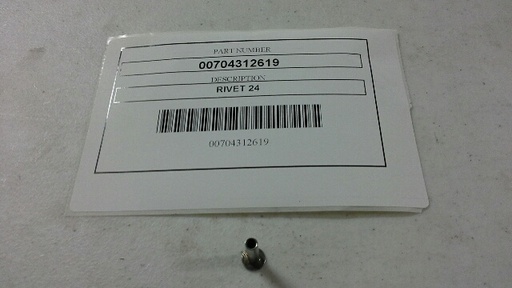 PART NUMBER
00704312619
DESCRIPTION
RIVET 24
00704312619